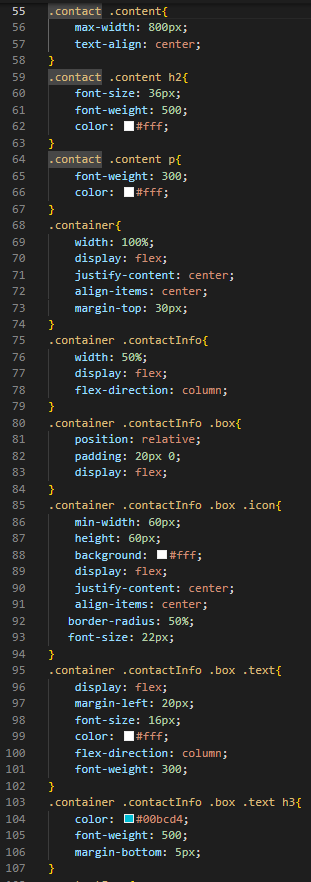 55 .contact .content{
56     max-width: 800px;
57     text-align: center;
58 }
59 .contact .content h2{
60     font-size: 36px;
61     font-weight: 500;
62     color: #fff;
63 }
64 .contact .content p{
65     font-weight: 300;
66     color: #fff;
67 }
68 .container{
69     width: 100%;
70     display: flex;
71     justify-content: center;
72     align-items: center;
73     margin-top: 30px;
74 }
75 .container .contactInfo{
76     width: 50%;
77     display: flex;
78     flex-direction: column;
79 }
80 .container .contactInfo .box{
81     position: relative;
82     padding: 20px 0;
83     display: flex;
84 }
85 .container .contactInfo .box .icon{
86     min-width: 60px;
87     height: 60px;
88     background: #fff;
89     display: flex;
90     justify-content: center;
91     align-items: center;
92    border-radius: 50%;
93    font-size: 22px;
94 }
95 .container .contactInfo .box .text{
96     display: flex;
97     margin-left: 20px;
98     font-size: 16px;
99     color: #fff;
100     flex-direction: column;
101     font-weight: 300;
102 }
103 .container .contactInfo .box .text h3{
104     color: #00bcd4;
105     font-weight: 500;
106     margin-bottom: 5px;
107 }